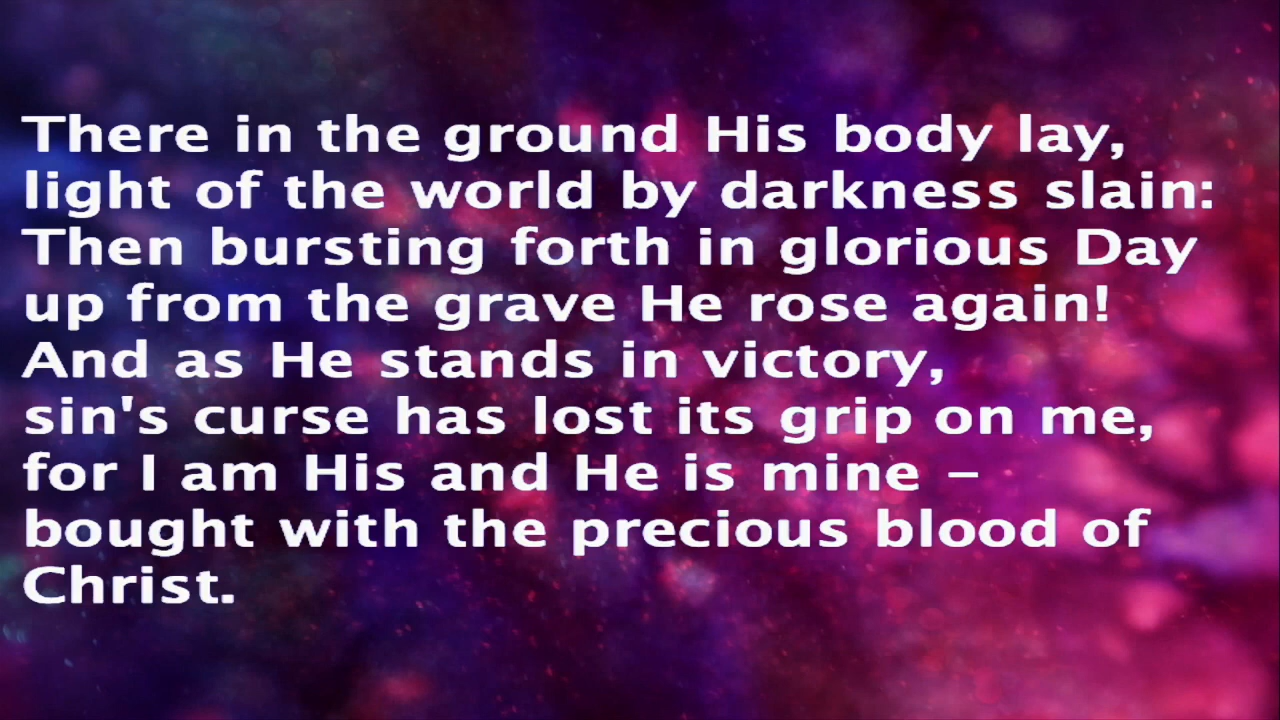 There in the ground His body lay,
light of the world by darkness slain:
Then bursting forth in glorious Day
up from the grave He rose again!
And as He stands in victory,
sin's curse has lost its grip on me,
for I am His and He is mine –
bought with the precious blood of
Christ.